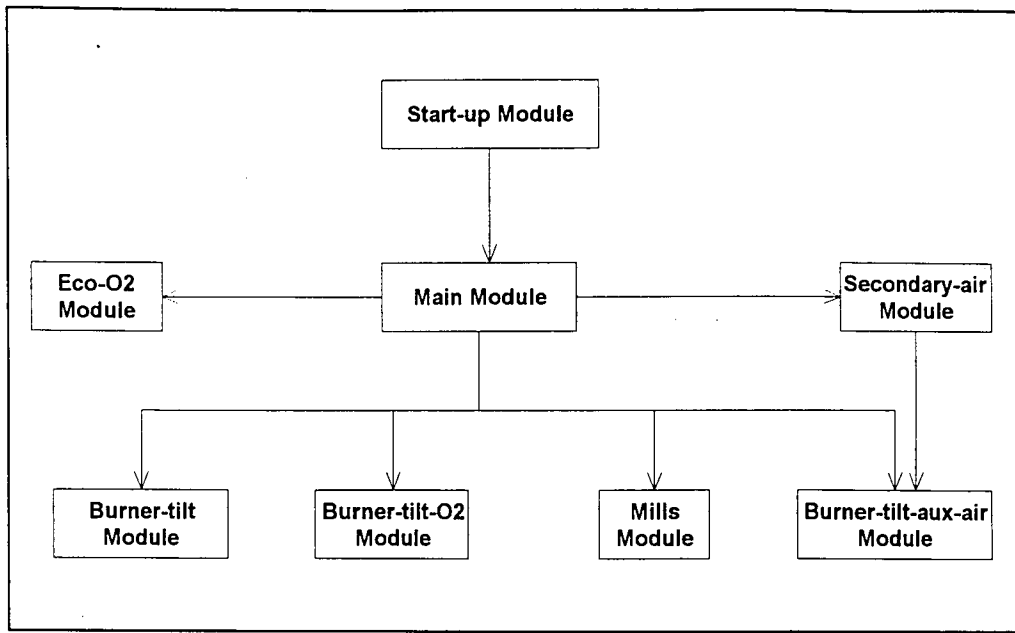 Start-up Module
Eco-O2
Module
Main Module
Secondary-air
Module
Burner-tilt
Module
Burner-tilt-O2
Module
Mills
Module
Burner-tilt-aux-air
Module